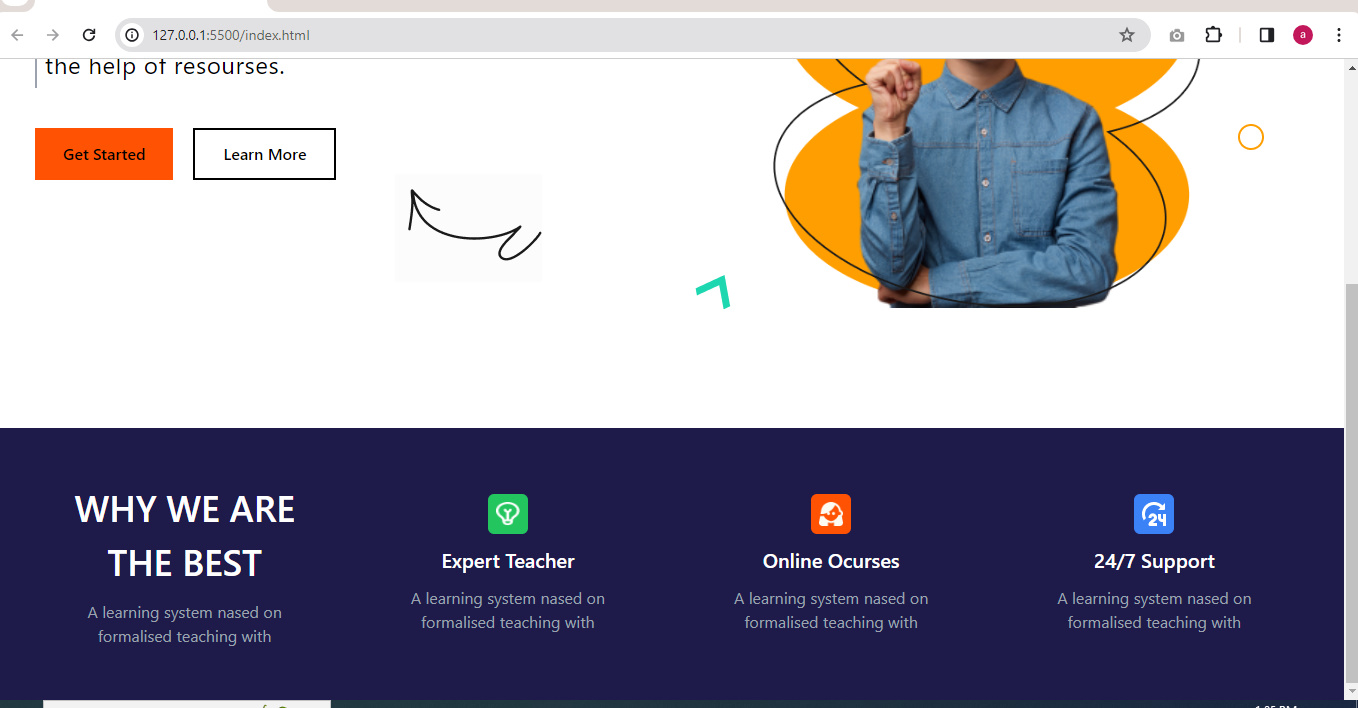 127.0.0.1:5500/index.html
a
the help of resourses.
Get Started
Learn More
WHY WE ARE
THE BEST
A learning system nased on
formalised teaching with
24
Expert Teacher
A learning system nased on
formalised teaching with
Online Ocurses
A learning system nased on
formalised teaching with
24/7 Support
A learning system nased on
formalised teaching with